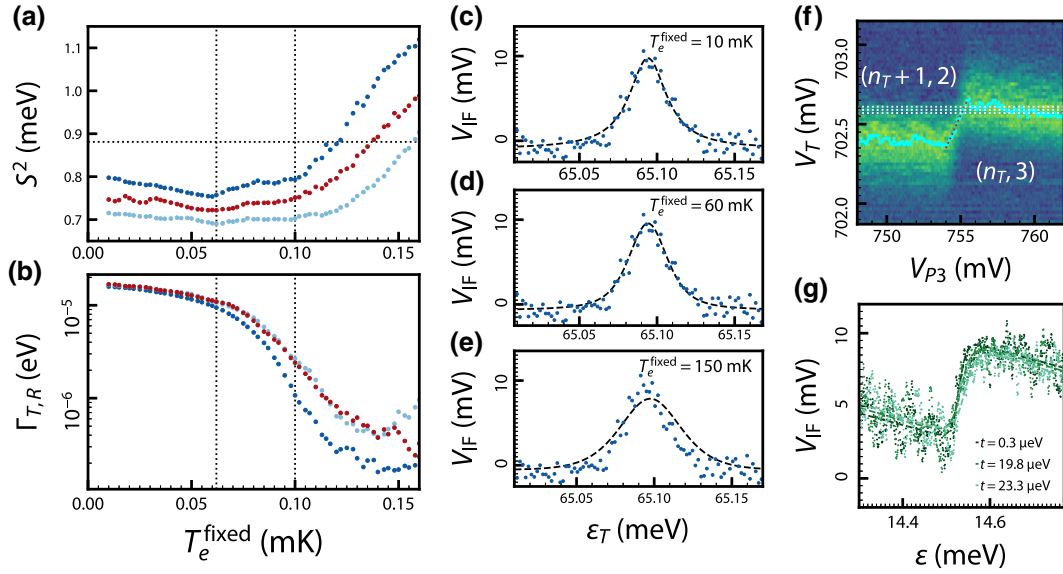 (a)
1.1
1.0
0.9
0.8
0.7
S² (meV)
0.00
0.05
0.10
0.15
(b)
10⁻⁵
10⁻⁶
Γ_T,R (eV)
0.00
0.05
0.10
0.15
T_e^fixed (mK)
(c)
T_e^fixed = 10 mK
10
0
V_IF (mV)
65.05
65.10
65.15
(d)
T_e^fixed = 60 mK
10
0
V_IF (mV)
65.05
65.10
65.15
(e)
T_e^fixed = 150 mK
10
0
V_IF (mV)
65.05
65.10
65.15
ε_T (meV)
(f)
703.0
702.5
702.0
V_T (mV)
(n_T + 1, 2)
(n_T, 3)
750
755
760
V_P3 (mV)
(g)
10
5
0
V_IF (mV)
t = 0.3 μeV
t = 19.8 μeV
t = 23.3 μeV
14.4
14.6
ε (meV)